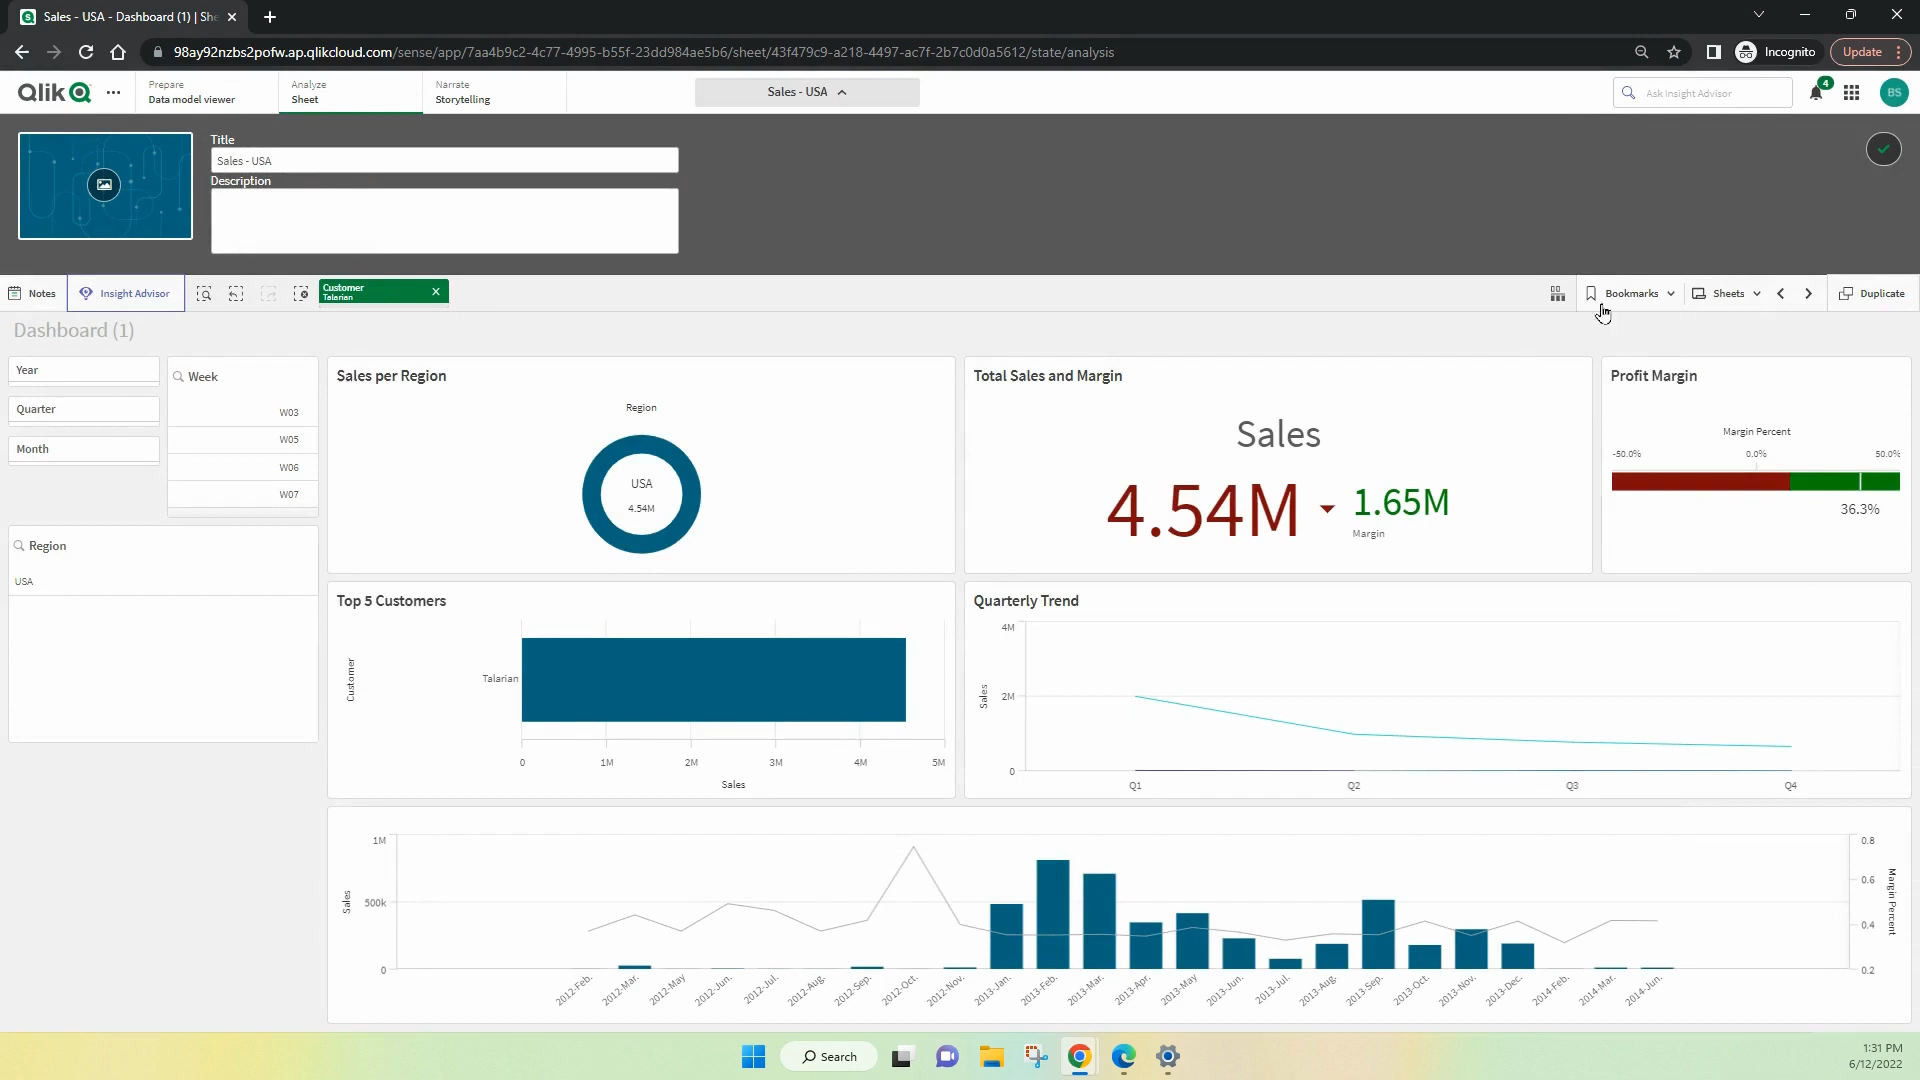 Sales - USA - Dashboard (1) | She
98ay92nzbs2pofw.ap.qlikcloud.com/sense/app/7aa4b9c2-4c77-4995-b55f-23dd984ae5b6/sheet/43f479c9-a218-4497-ac7f-2b7c0d0a5612/state/analysis
Incognito
Update
Qlik
Prepare
Data model viewer
Analyze
Sheet
Narrate
Storytelling
Sales - USA
Ask Insight Advisor
4
BS
Title
Sales - USA
Description
Notes
Insight Advisor
Customer
Talarian
Bookmarks
Sheets
Duplicate
Dashboard (1)
Year
Quarter
Month
Week
W03
W05
W06
W07
Region
USA
Sales per Region
Region
USA
4.54M
Total Sales and Margin
Sales
4.54M
1.65M
Margin
Profit Margin
Margin Percent
-50.0% 0.0% 50.0%
36.3%
Top 5 Customers
Customer
Talarian
0 1M 2M 3M 4M 5M
Sales
Quarterly Trend
Sales
4M
2M
0
Q1 Q2 Q3 Q4
Sales
1M
500k
0
0.8
0.6
0.4
0.2
Margin Percent
2012-Feb. 2012-Mar. 2012-May 2012-Jun. 2012-Jul. 2012-Aug. 2012-Sep. 2012-Oct. 2012-Nov. 2013-Jan. 2013-Feb. 2013-Mar. 2013-Apr. 2013-May 2013-Jun. 2013-Jul. 2013-Aug. 2013-Sep. 2013-Oct. 2013-Nov. 2013-Dec. 2014-Feb. 2014-Mar. 2014-Jun.
Search
1:31 PM
6/12/2022